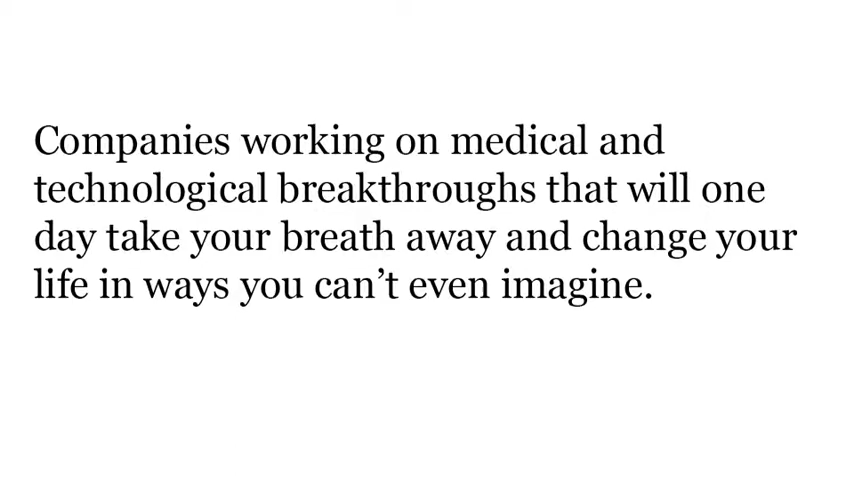 Companies working on medical and
technological breakthroughs that will one
day take your breath away and change your
life in ways you can’t even imagine.